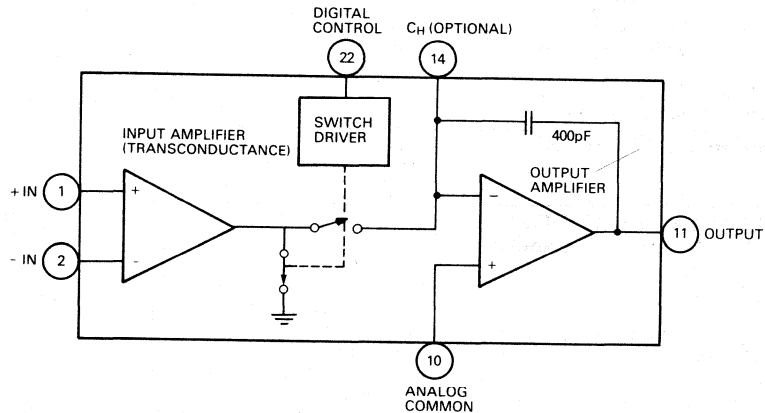 DIGITAL
CONTROL
C_H (OPTIONAL)
22
14
SWITCH
DRIVER
INPUT AMPLIFIER
(TRANSCONDUCTANCE)
400pF
OUTPUT
AMPLIFIER
+ IN
1
+
−
− IN
2
-
+
11
OUTPUT
10
ANALOG
COMMON